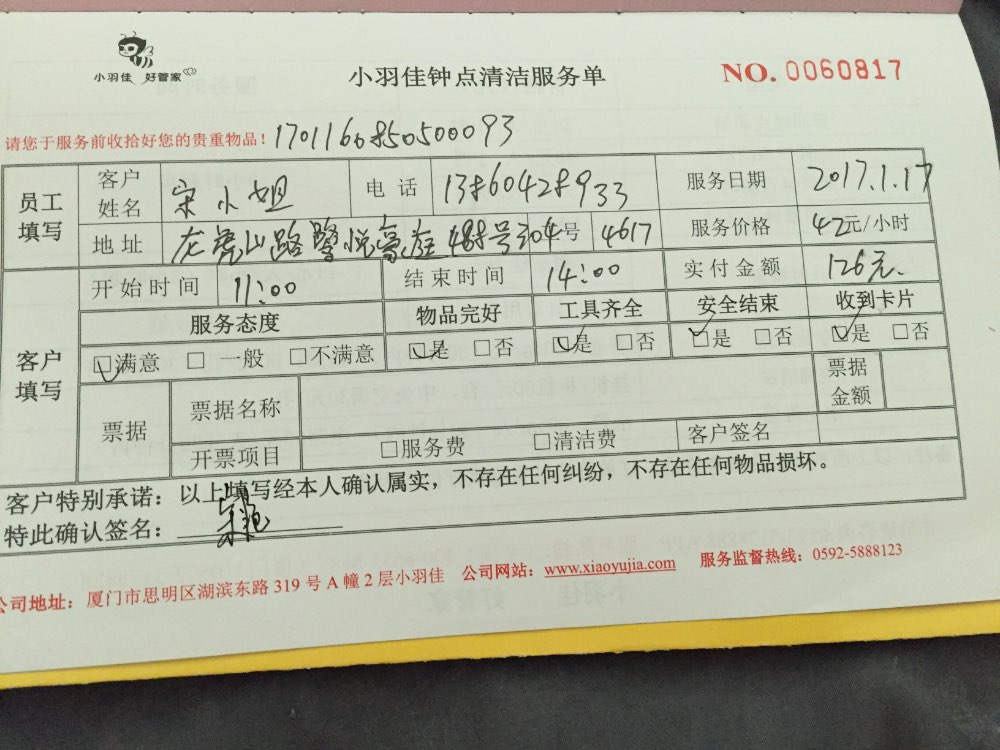 小羽佳 好管家
小羽佳钟点清洁服务单
NO. 0060817
请您于服务前收拾好您的贵重物品！ 1701166850500093
员工填写 客户姓名 宋小姐 电话 13860428933 服务日期 2017.1.17
地址 龙虎山路 悦豪庭 号 号 4617 服务价格 42元/小时
开始时间 11:00 结束时间 14:00 实付金额 126元.
客户填写 服务态度 物品完好 工具齐全 安全结束 收到卡片
☑满意 □ 一般 □不满意 ☑是 □否 ☑是 □否 ☑是 □否 ☑是 □否
票据 票据名称 票据金额
开票项目 □服务费 □清洁费 客户签名
客户特别承诺：以上填写经本人确认属实，不存在任何纠纷，不存在任何物品损坏。
特此确认签名：
公司地址：厦门市思明区湖滨东路 319 号 A 幢 2 层小羽佳 公司网站：www.xiaoyujia.com 服务监督热线：0592-5888123